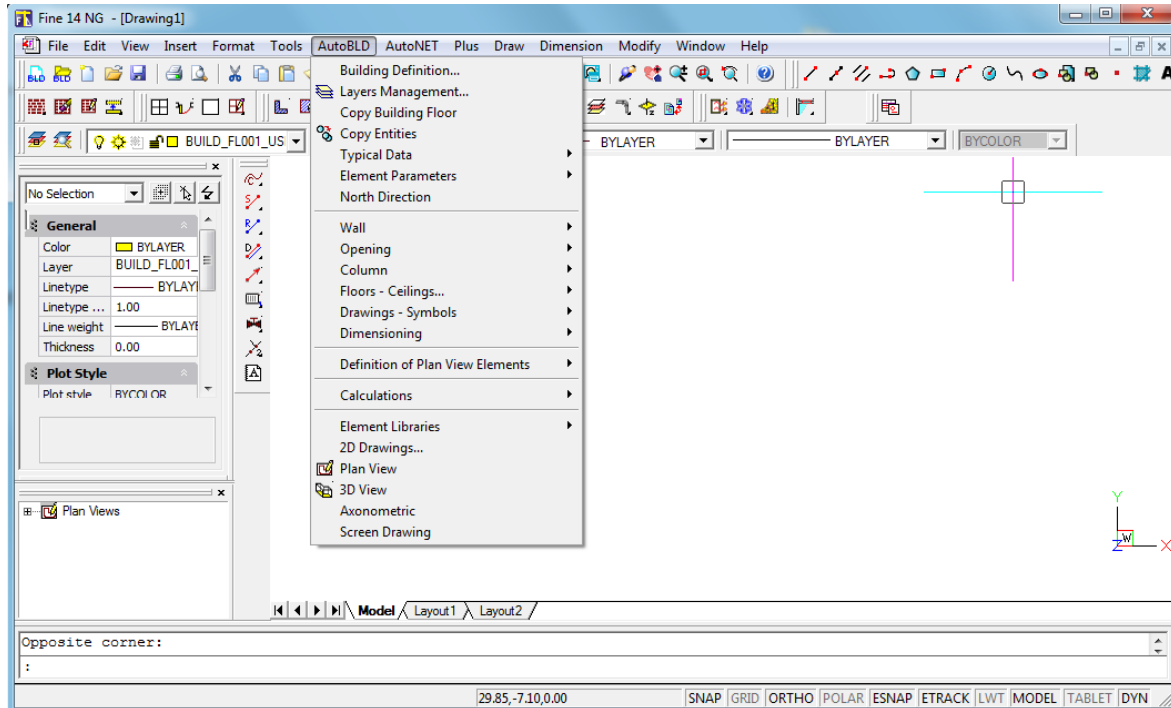 Fine 14 NG - [Drawing1]
File Edit View Insert Format Tools AutoBLD AutoNET Plus Draw Dimension Modify Window Help
BLD BLD
Building Definition...
Layers Management...
Copy Building Floor
Copy Entities
Typical Data
Element Parameters
North Direction
Wall
Opening
Column
Floors - Ceilings...
Drawings - Symbols
Dimensioning
Definition of Plan View Elements
Calculations
Element Libraries
2D Drawings...
Plan View
3D View
Axonometric
Screen Drawing
BUILD_FL001_US
BYLAYER
BYLAYER
BYCOLOR
No Selection
General
Color BYLAYER
Layer BUILD_FL001_
Linetype BYLAY
Linetype ... 1.00
Line weight BYLAYE
Thickness 0.00
Plot Style
Plot style BYCOLOR
Plan Views
Y
W
Z X
Model Layout1 Layout2
Opposite corner:
:
29.85,-7.10,0.00 SNAP GRID ORTHO POLAR ESNAP ETRACK LWT MODEL TABLET DYN